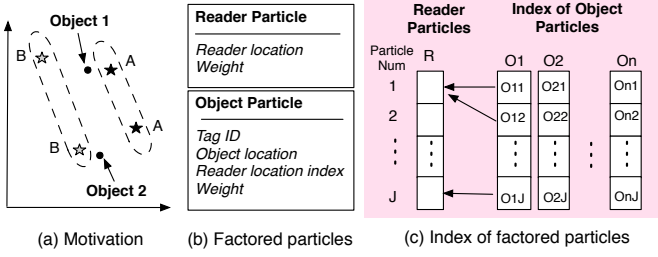 Object 1
B
A
A
B
Object 2
(a) Motivation
Reader Particle
Reader location
Weight
Object Particle
Tag ID
Object location
Reader location index
Weight
(b) Factored particles
Reader Particles
Index of Object Particles
Particle Num
R
O1 O2 On
1 O11 O21 On1
2 O12 O22 On2
J O1J O2J OnJ
(c) Index of factored particles